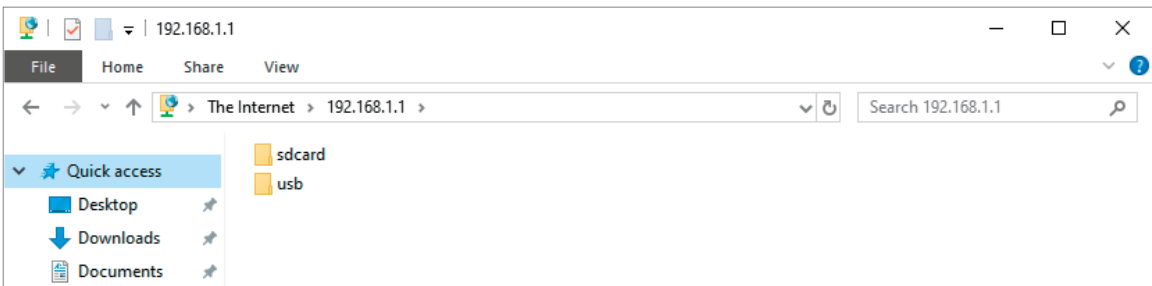 192.168.1.1
File Home Share View
The Internet > 192.168.1.1 >
Search 192.168.1.1
Quick access
Desktop
Downloads
Documents
sdcard
usb